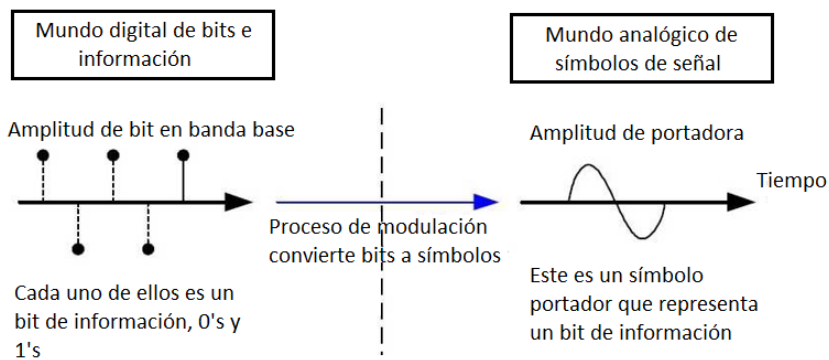 Mundo digital de bits e
información
Mundo analógico de
símbolos de señal
Amplitud de bit en banda base
Amplitud de portadora
Tiempo
Proceso de modulación
convierte bits a símbolos
Cada uno de ellos es un
bit de información, 0's y
1's
Este es un símbolo
portador que representa
un bit de información